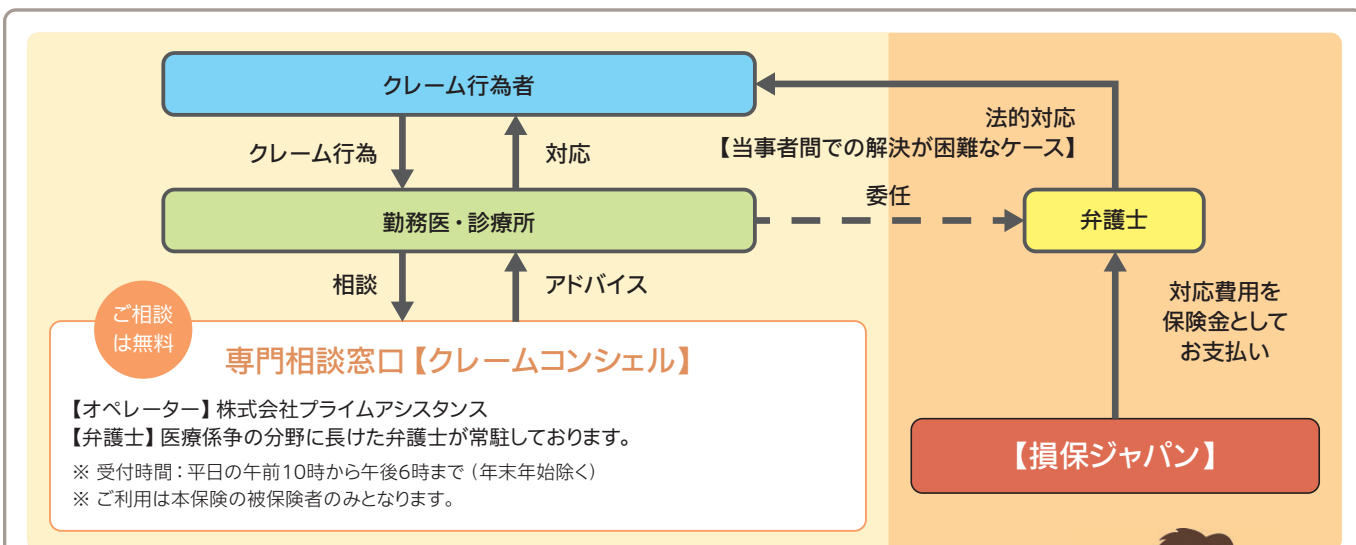 クレーム行為者
クレーム行為
対応
法的対応
【当事者間での解決が困難なケース】
勤務医・診療所
委任
弁護士
相談
アドバイス
対応費用を
保険金として
お支払い
ご相談
は無料
専門相談窓口【クレームコンシェル】
【オペレーター】株式会社プライムアシスタンス
【弁護士】医療係争の分野に長けた弁護士が常駐しております。
※ 受付時間：平日の午前10時から午後6時まで（年末年始除く）
※ ご利用は本保険の被保険者のみとなります。
【損保ジャパン】